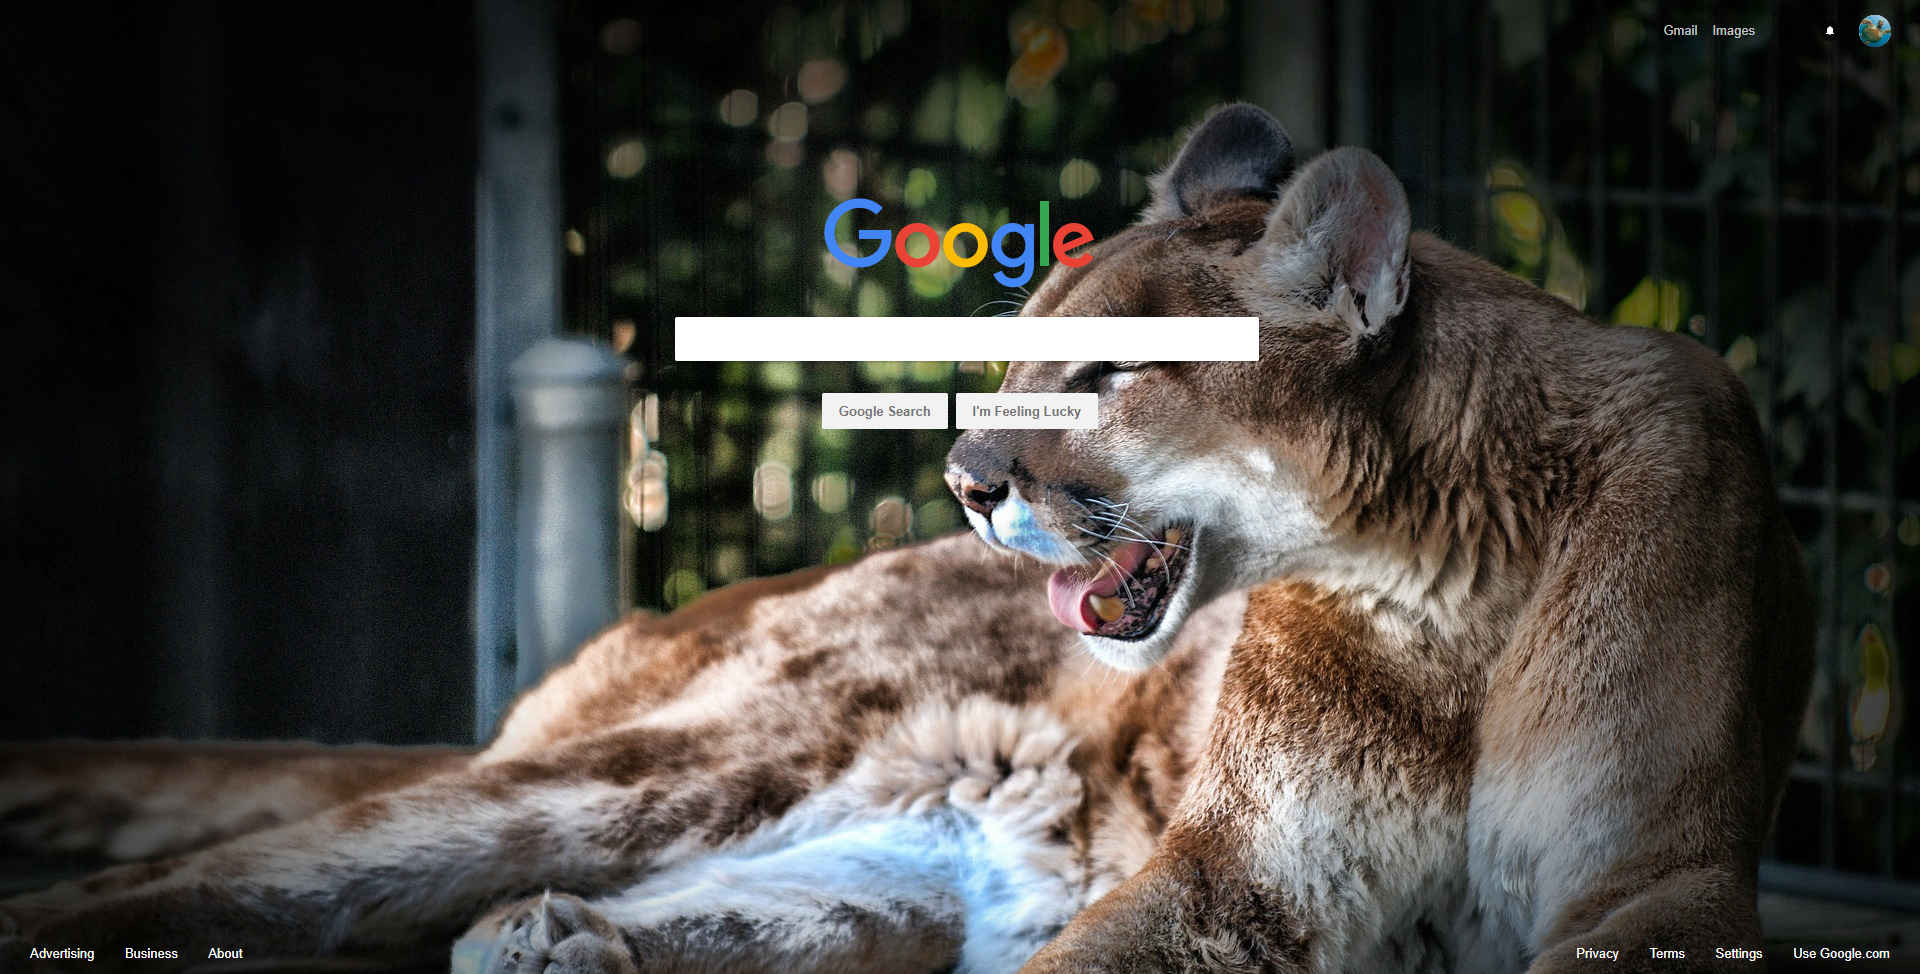 Gmail Images
Google
Google Search I'm Feeling Lucky
Advertising Business About Privacy Terms Settings Use Google.com